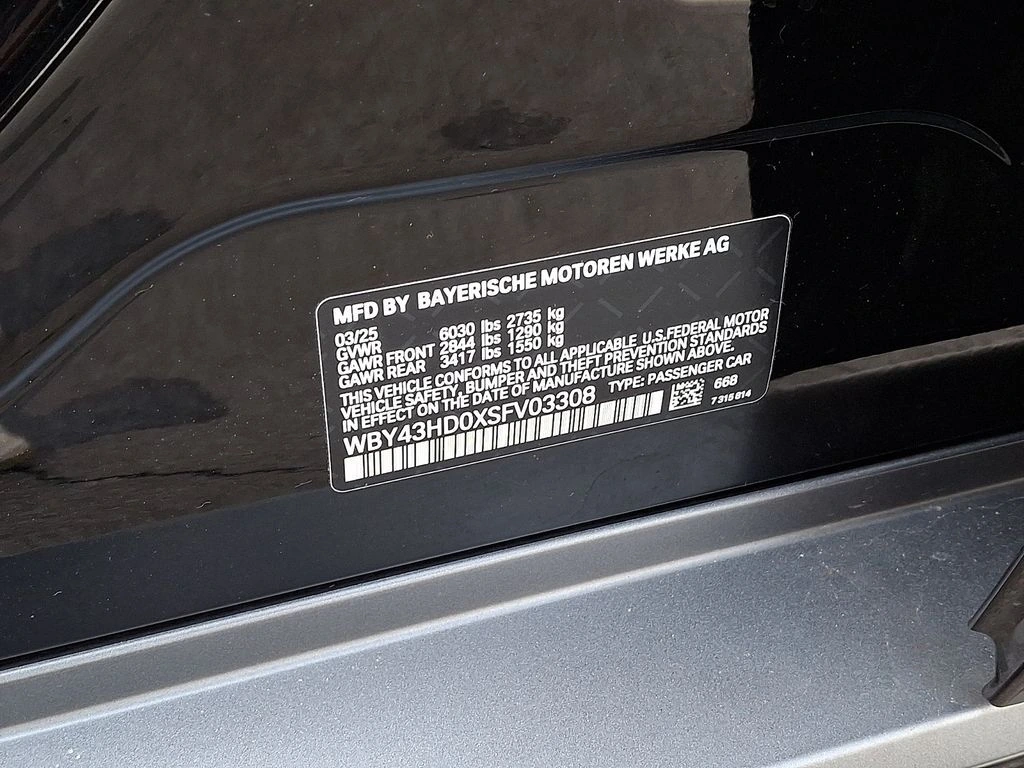 MFD BY BAYERISCHE MOTOREN WERKE AG
03/25
GVWR 6030 lbs 2735 kg
GAWR FRONT 2844 lbs 1290 kg
GAWR REAR 3417 lbs 1550 kg
THIS VEHICLE CONFORMS TO ALL APPLICABLE U.S.FEDERAL MOTOR
VEHICLE SAFETY, BUMPER AND THEFT PREVENTION STANDARDS
IN EFFECT ON THE DATE OF MANUFACTURE SHOWN ABOVE.
WBY43HD0XSFV03308 TYPE: PASSENGER CAR
668
7 315 614